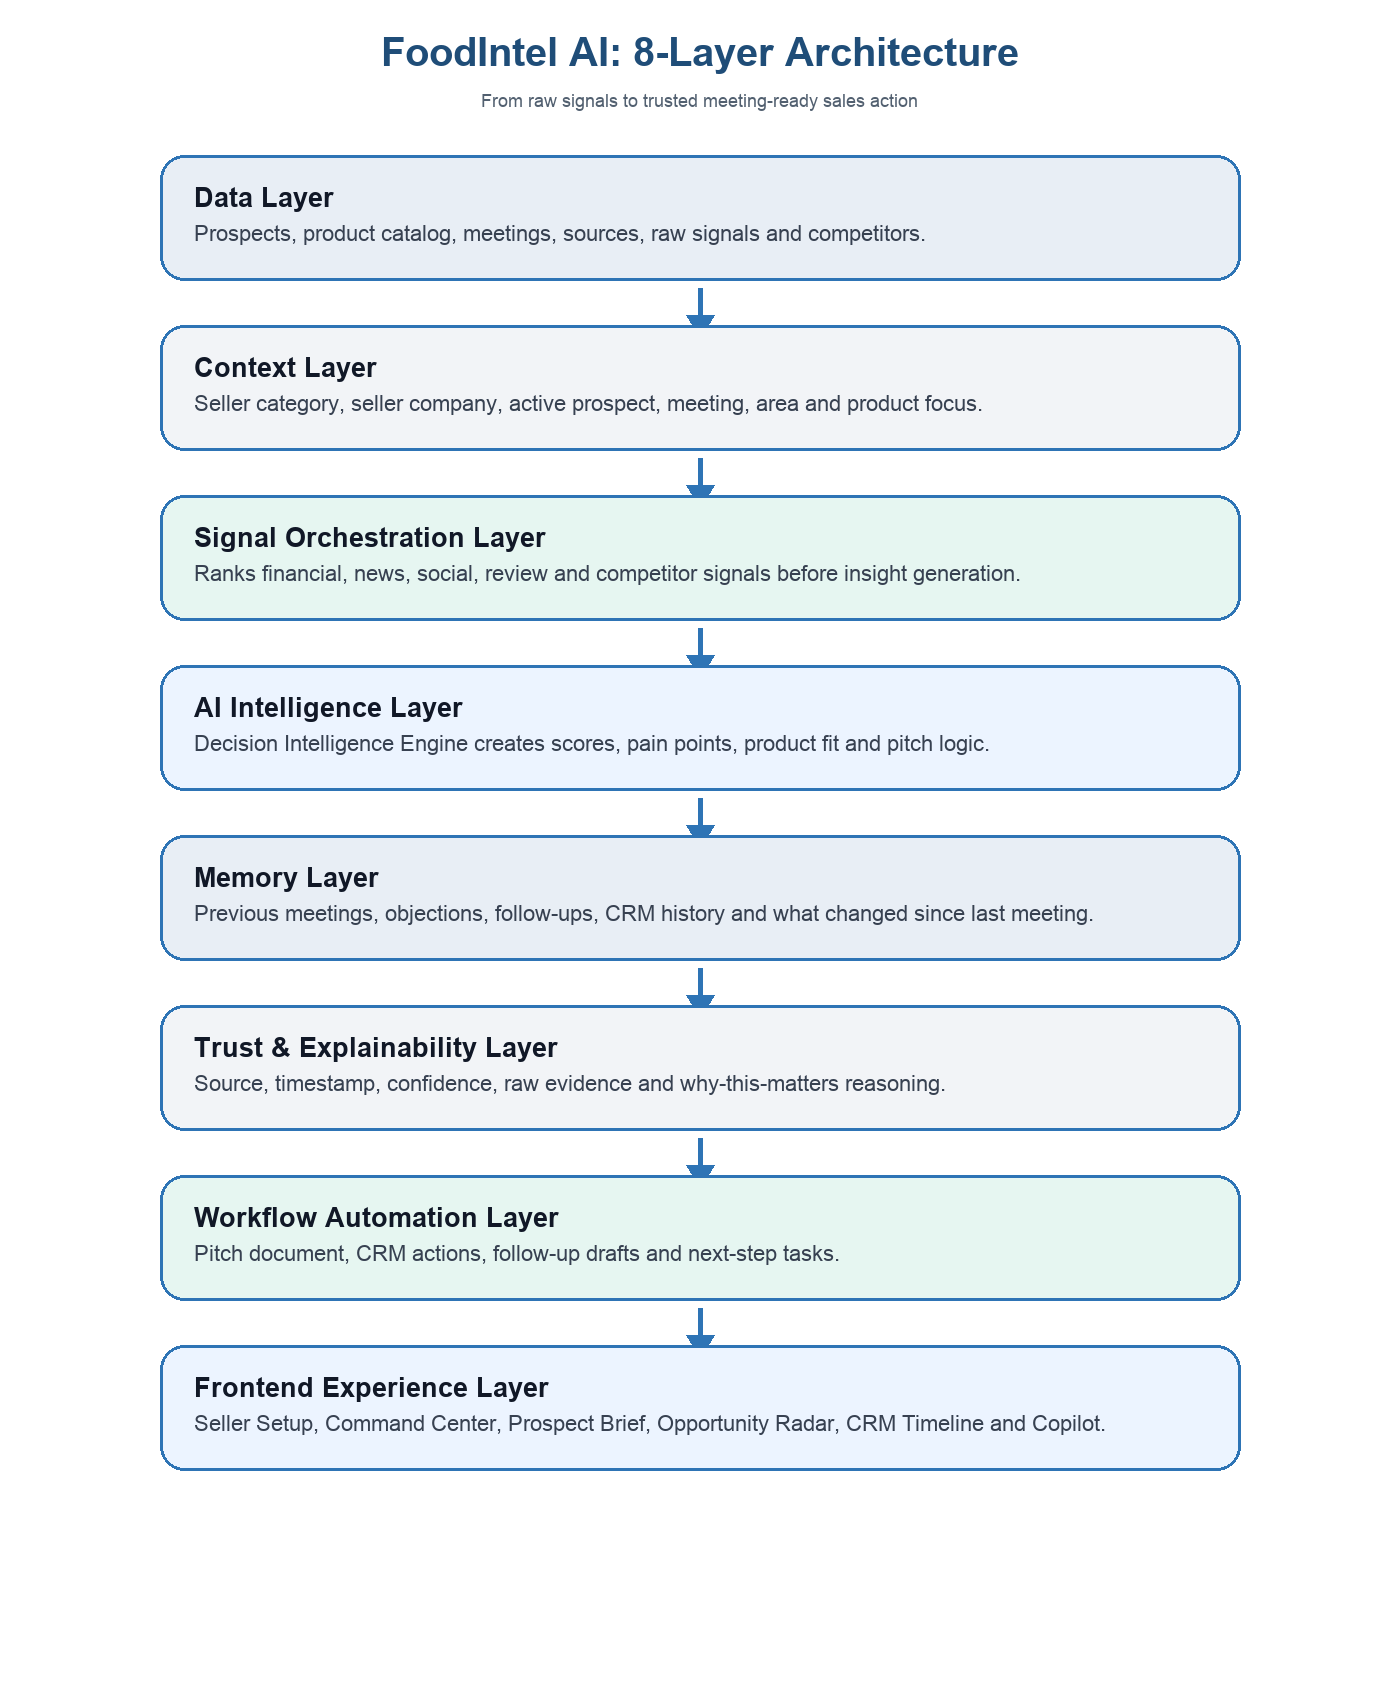 FoodIntel AI: 8-Layer Architecture
From raw signals to trusted meeting-ready sales action
Data Layer
Prospects, product catalog, meetings, sources, raw signals and competitors.
Context Layer
Seller category, seller company, active prospect, meeting, area and product focus.
Signal Orchestration Layer
Ranks financial, news, social, review and competitor signals before insight generation.
AI Intelligence Layer
Decision Intelligence Engine creates scores, pain points, product fit and pitch logic.
Memory Layer
Previous meetings, objections, follow-ups, CRM history and what changed since last meeting.
Trust & Explainability Layer
Source, timestamp, confidence, raw evidence and why-this-matters reasoning.
Workflow Automation Layer
Pitch document, CRM actions, follow-up drafts and next-step tasks.
Frontend Experience Layer
Seller Setup, Command Center, Prospect Brief, Opportunity Radar, CRM Timeline and Copilot.